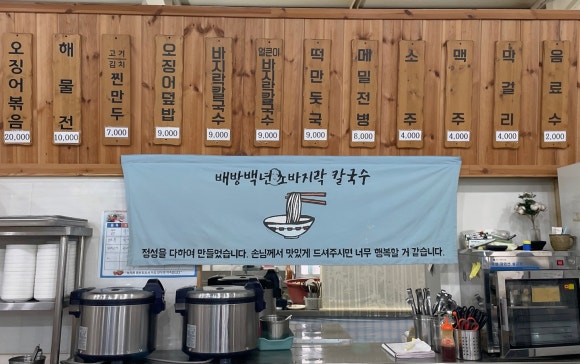 오징어볶음
20,000
해물전
10,000
고기
김치
찐만두
7,000
오징어덮밥
9,000
바지락칼국수
9,000
얼큰이
바지락칼국수
9,000
떡만둣국
9,000
메밀전병
8,000
소주
4,000
맥주
4,000
막걸리
4,000
음료수
2,000
배방백년 조바지락 칼국수
정성을 다하여 만들었습니다. 손님께서 맛있게 드셔주시면 너무 행복할 거 같습니다.